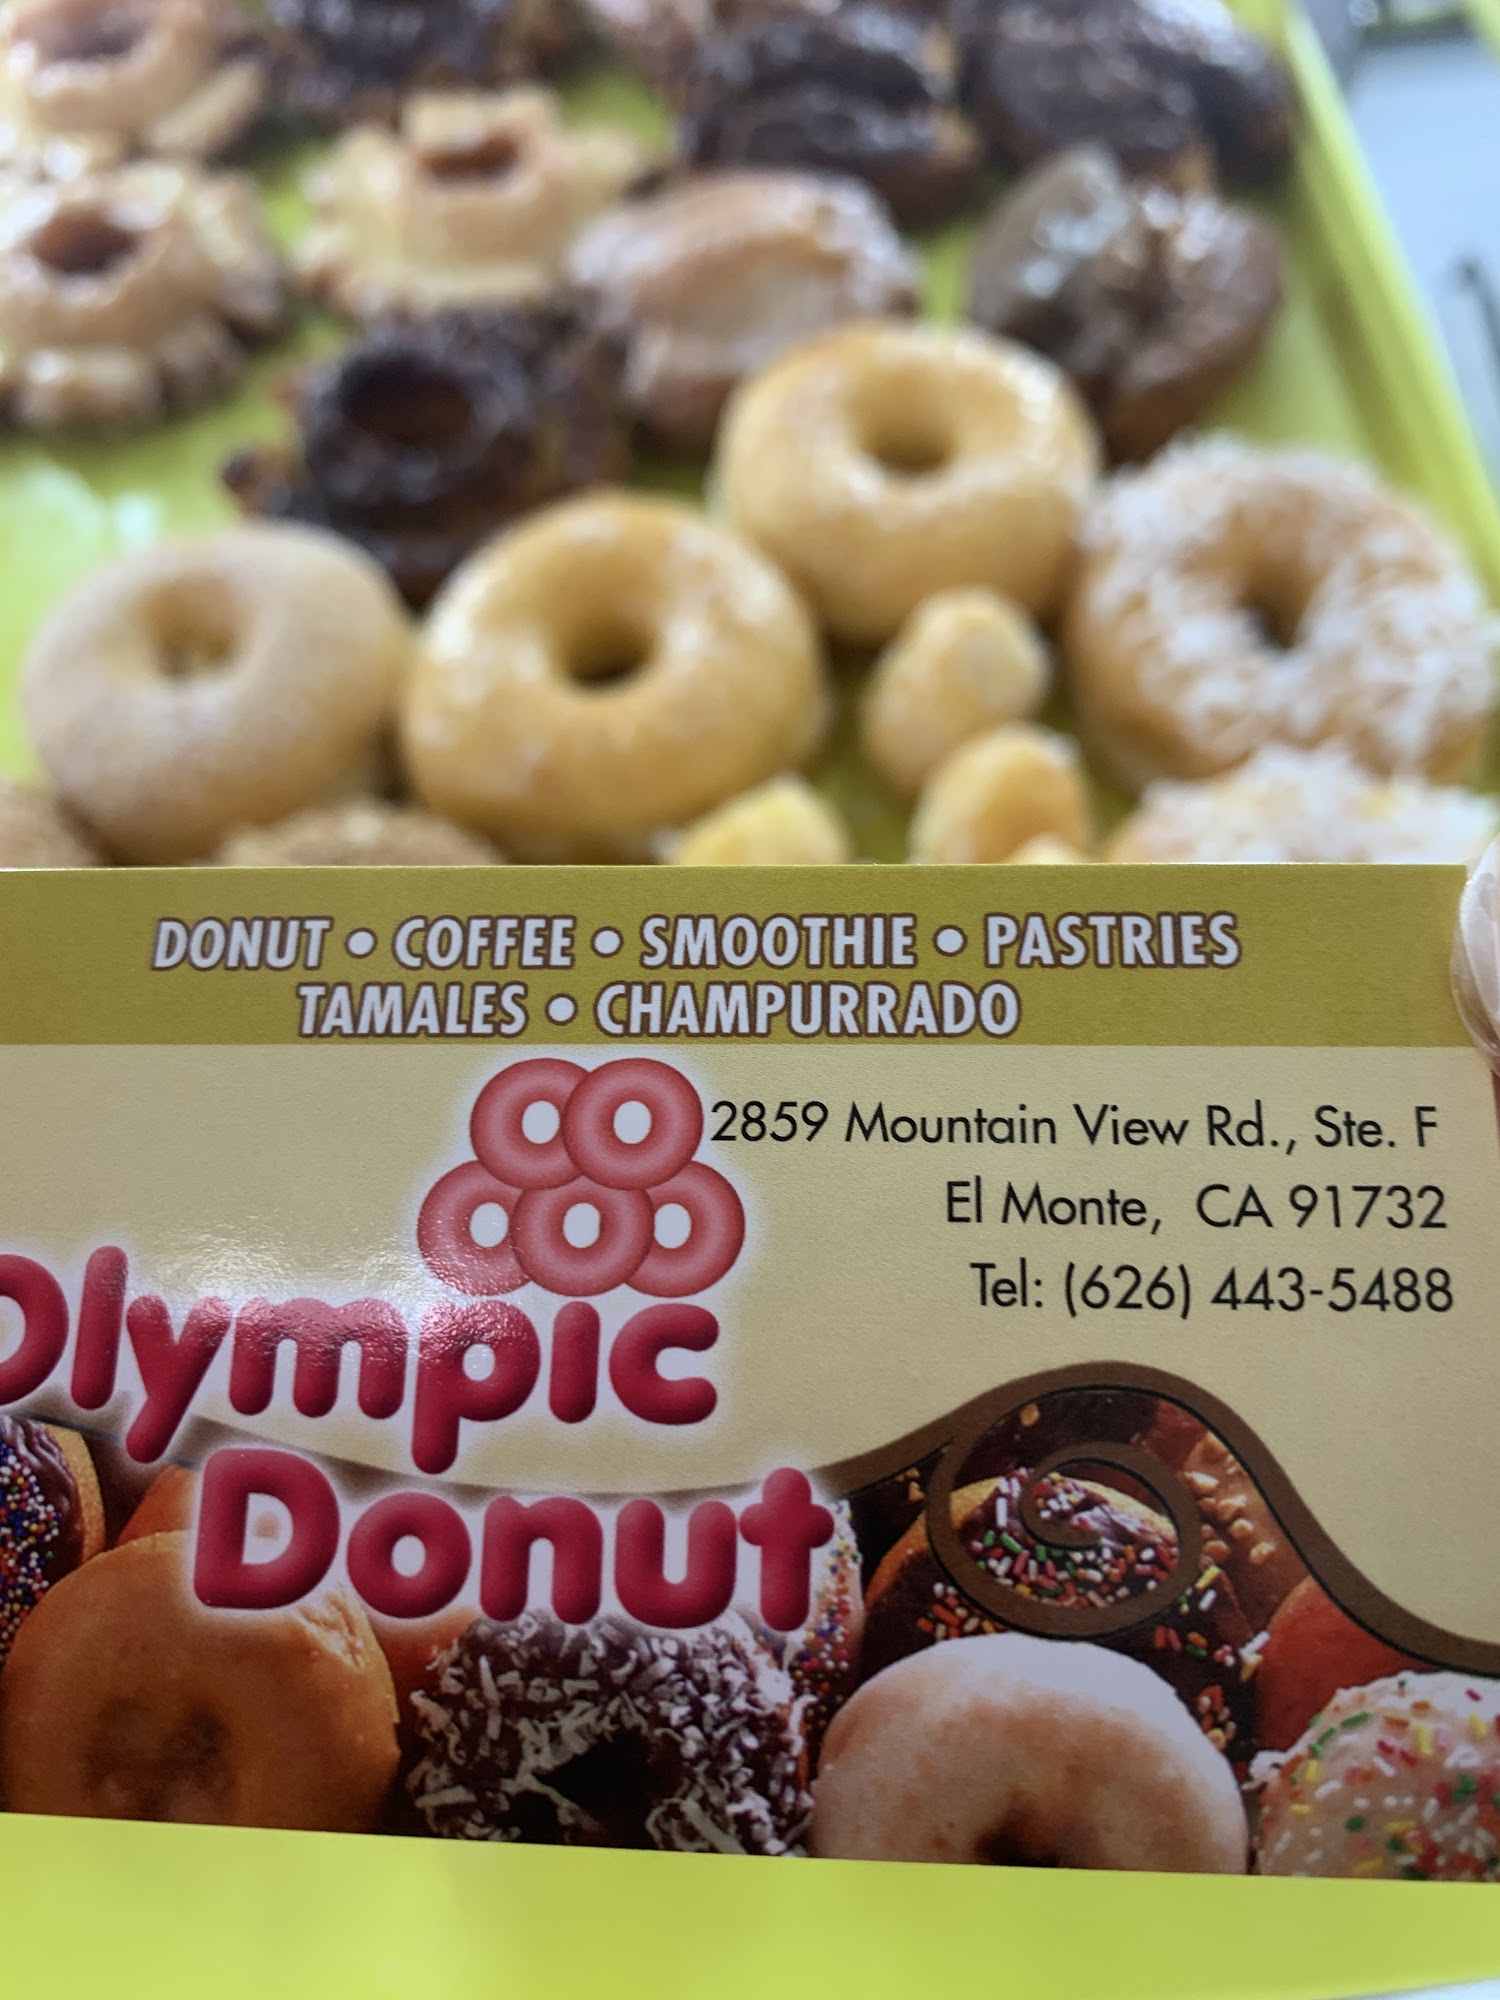 DONUT • COFFEE • SMOOTHIE • PASTRIES
TAMALES • CHAMPURRADO
2859 Mountain View Rd., Ste. F
El Monte, CA 91732
Tel: (626) 443-5488
Olympic
Donut